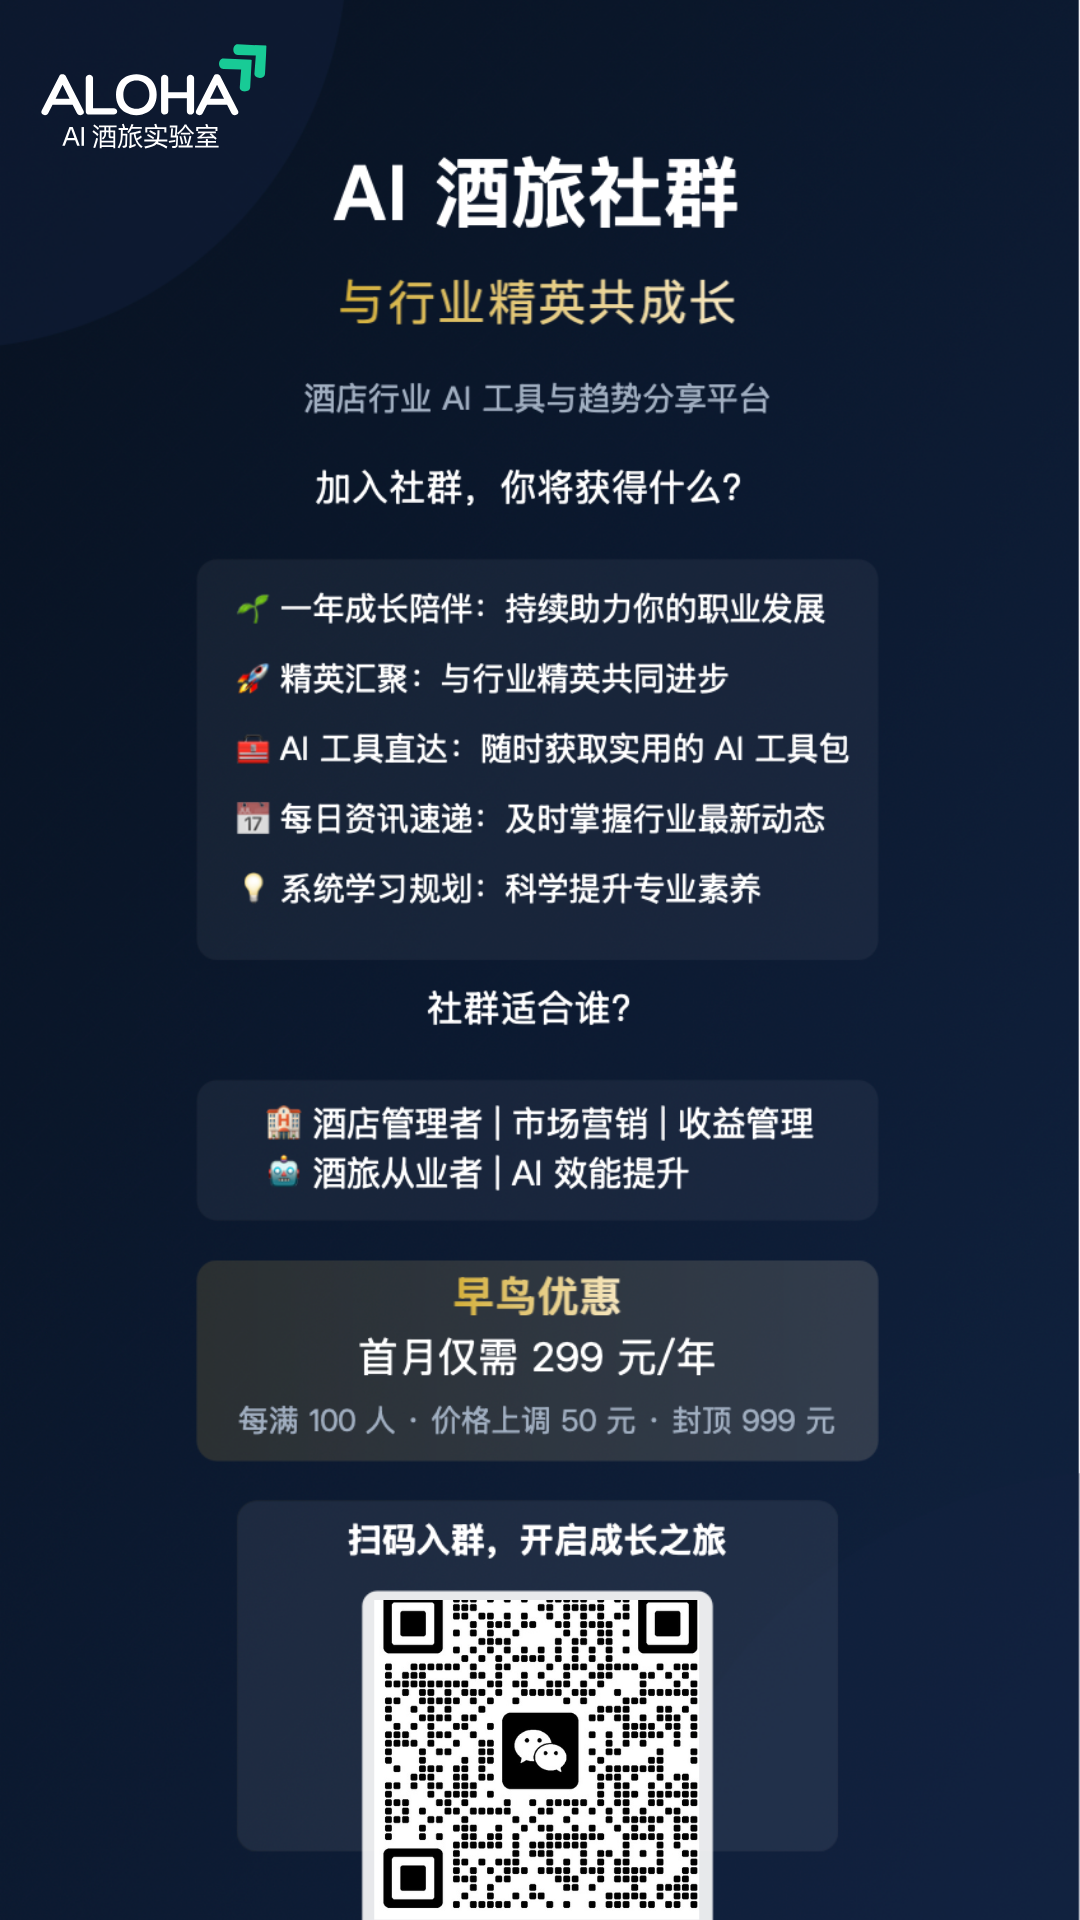 ALOHA
AI 酒旅实验室
AI 酒旅社群
与行业精英共成长
酒店行业 AI 工具与趋势分享平台
加入社群，你将获得什么？
一年成长陪伴：持续助力你的职业发展
精英汇聚：与行业精英共同进步
AI 工具直达：随时获取实用的 AI 工具包
17 每日资讯速递：及时掌握行业最新动态
系统学习规划：科学提升专业素养
社群适合谁？
酒店管理者 | 市场营销 | 收益管理
酒旅从业者 | AI 效能提升
早鸟优惠
首月仅需 299 元/年
每满 100 人 · 价格上调 50 元 · 封顶 999 元
扫码入群，开启成长之旅